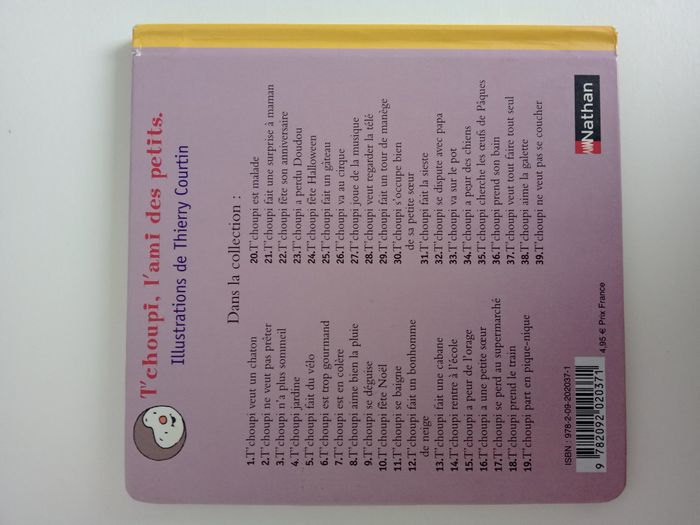 T'choupi, l'ami des petits.
Illustrations de Thierry Courtin
Dans la collection :
1.T'choupi veut un chaton
2.T'choupi ne veut pas prêter
3.T'choupi n'a plus sommeil
4.T'choupi jardine
5.T'choupi fait du vélo
6.T'choupi est trop gourmand
7.T'choupi est en colère
8.T'choupi aime bien la pluie
9.T'choupi se déguise
10.T'choupi fête Noël
11.T'choupi se baigne
12.T'choupi fait un bonhomme
de neige
13.T'choupi fait une cabane
14.T'choupi rentre à l'école
15.T'choupi a peur de l'orage
16.T'choupi a une petite sœur
17.T'choupi se perd au supermarché
18.T'choupi prend le train
19.T'choupi part en pique-nique
20.T'choupi est malade
21.T'choupi fait une surprise à maman
22.T'choupi fête son anniversaire
23.T'choupi a perdu Doudou
24.T'choupi fête Halloween
25.T'choupi fait un gâteau
26.T'choupi va au cirque
27.T'choupi joue de la musique
28.T'choupi veut regarder la télé
29.T'choupi fait un tour de manège
30.T'choupi s'occupe bien
de sa petite sœur
31.T'choupi fait la sieste
32.T'choupi se dispute avec papa
33.T'choupi va sur le pot
34.T'choupi a peur des chiens
35.T'choupi cherche les œufs de Pâques
36.T'choupi prend son bain
37.T'choupi veut tout faire tout seul
38.T'choupi aime la galette
39.T'choupi ne veut pas se coucher
ISBN : 978-2-09-202037-1
9 782092 020371
4,95 € Prix France
Nathan